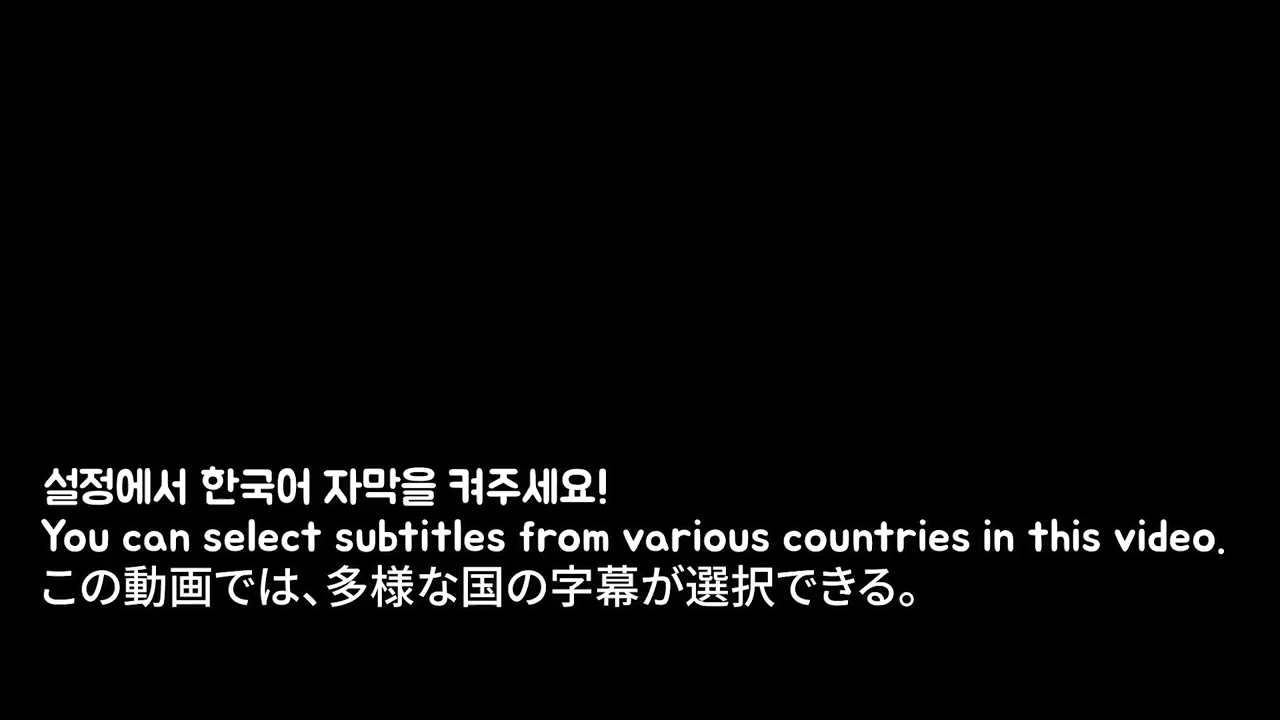 설정에서 한국어 자막을 켜주세요!
You can select subtitles from various countries in this video.
この動画では、多様な国の字幕が選択できる。